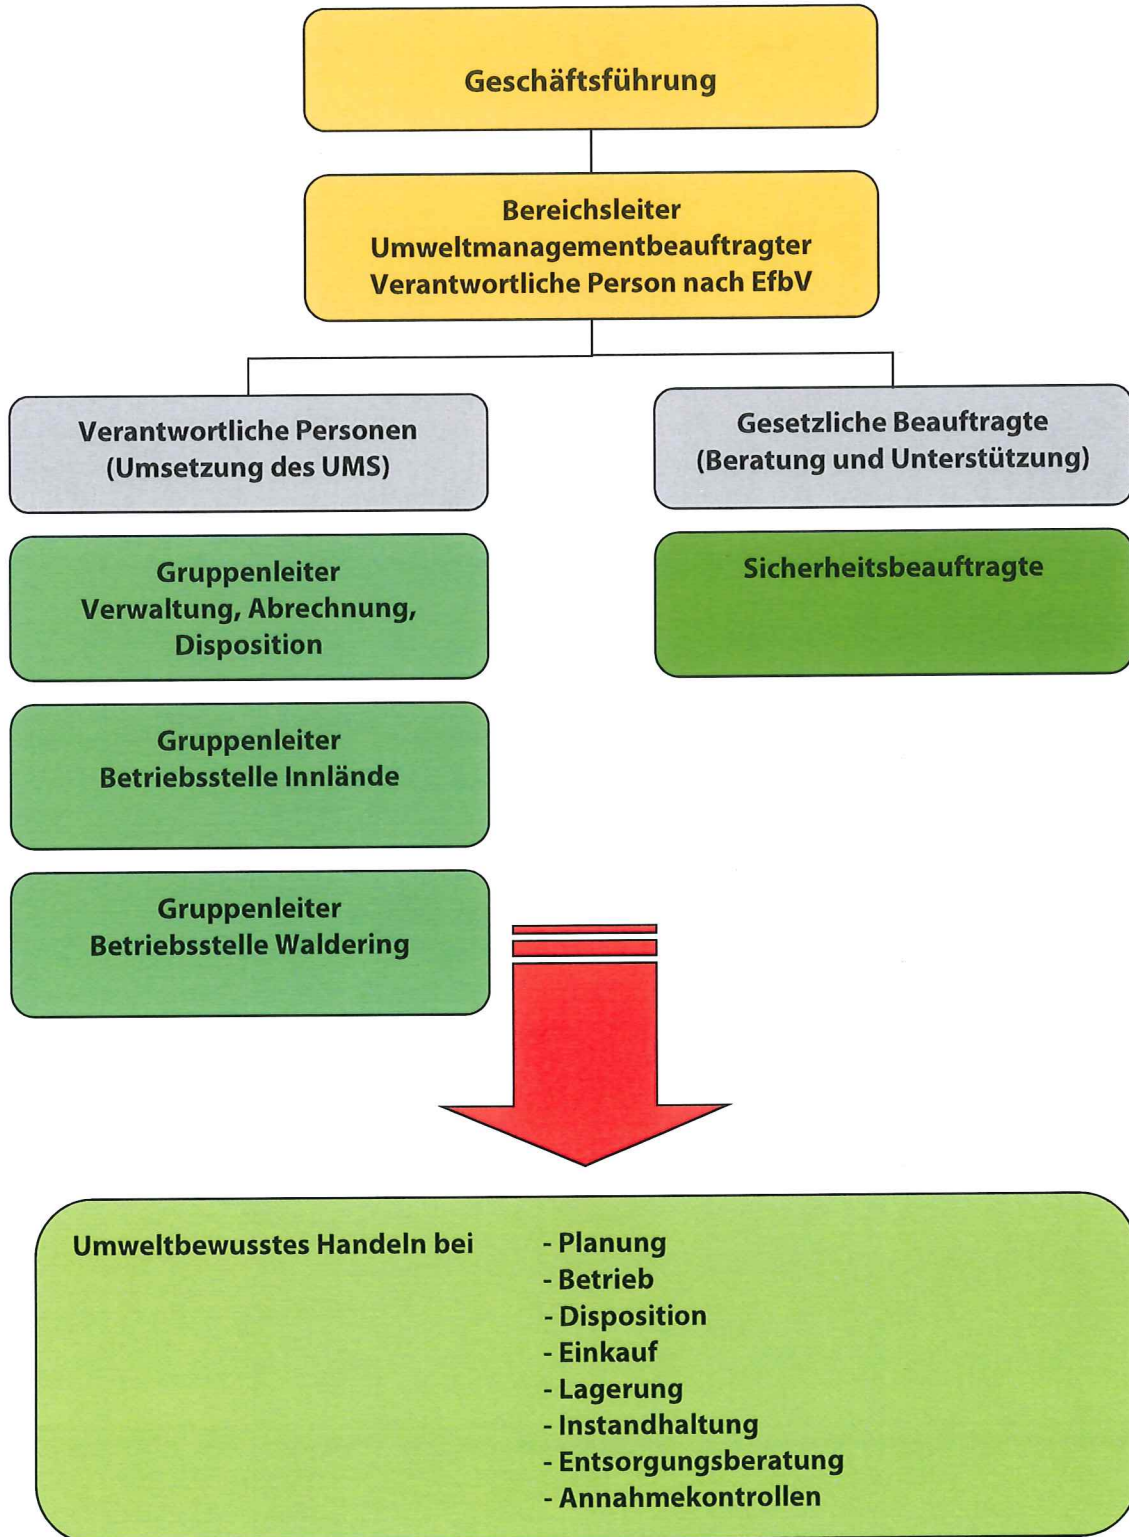 Geschäftsführung
Bereichsleiter
Umweltmanagementbeauftragter
Verantwortliche Person nach EfbV
Verantwortliche Personen
(Umsetzung des UMS)
Gesetzliche Beauftragte
(Beratung und Unterstützung)
Gruppenleiter
Verwaltung, Abrechnung,
Disposition
Sicherheitsbeauftragte
Gruppenleiter
Betriebsstelle Innlände
Gruppenleiter
Betriebsstelle Waldering
Umweltbewusstes Handeln bei - Planung
- Betrieb
- Disposition
- Einkauf
- Lagerung
- Instandhaltung
- Entsorgungsberatung
- Annahmekontrollen